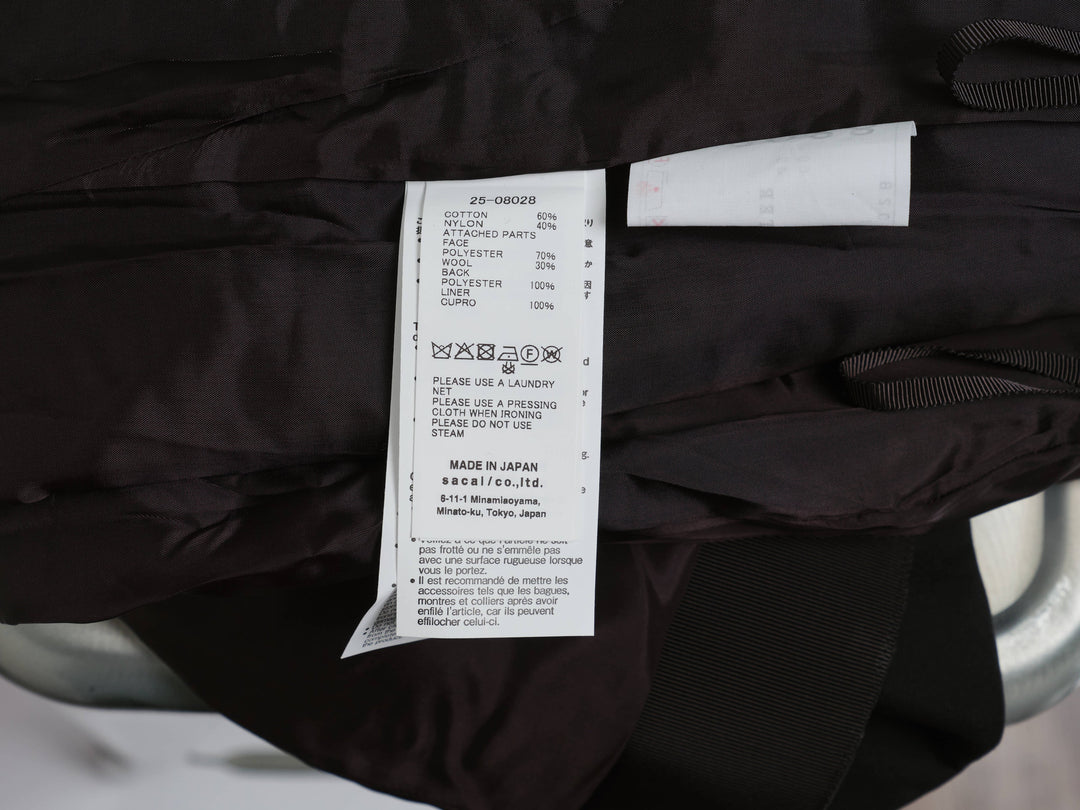 25-08028
COTTON 60%
NYLON 40%
ATTACHED PARTS
FACE
POLYESTER 70%
WOOL 30%
BACK
POLYESTER 100%
LINER
CUPRO 100%
PLEASE USE A LAUNDRY
NET
PLEASE USE A PRESSING
CLOTH WHEN IRONING
PLEASE DO NOT USE
STEAM
MADE IN JAPAN
sacai/co.,ltd.
6-11-1 Minamiaoyama,
Minato-ku, Tokyo, Japan
pas frotté ou ne s'emmêle pas
avec une surface rugueuse lorsque
vous le portez.
• Il est recommandé de mettre les
accessoires tels que les bagues,
montres et colliers après avoir
enfilé l'article, car ils peuvent
effilocher celui-ci.